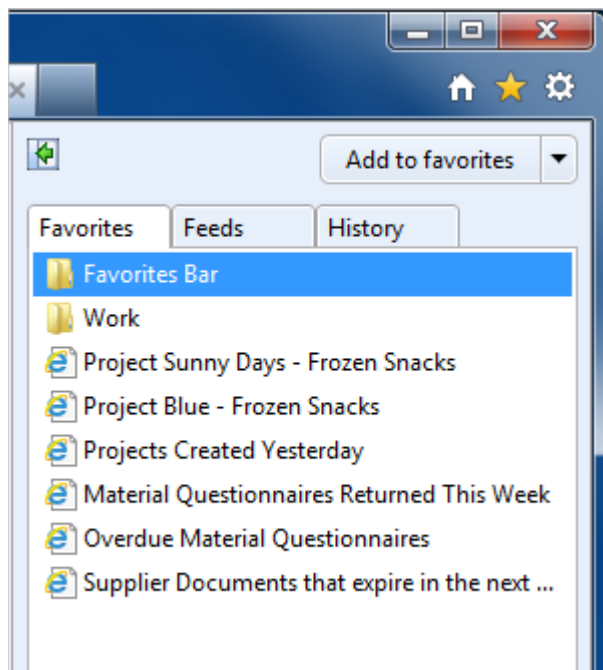 Add to favorites
Favorites Feeds History
Favorites Bar
Work
Project Sunny Days - Frozen Snacks
Project Blue - Frozen Snacks
Projects Created Yesterday
Material Questionnaires Returned This Week
Overdue Material Questionnaires
Supplier Documents that expire in the next ...